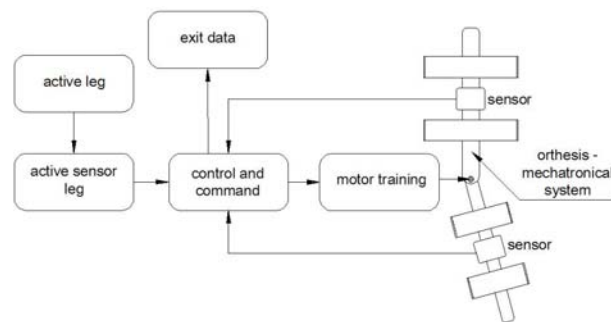 exit data
active leg
sensor
active sensor
leg
control and
command
motor training
orthesis -
mechatronical
system
sensor